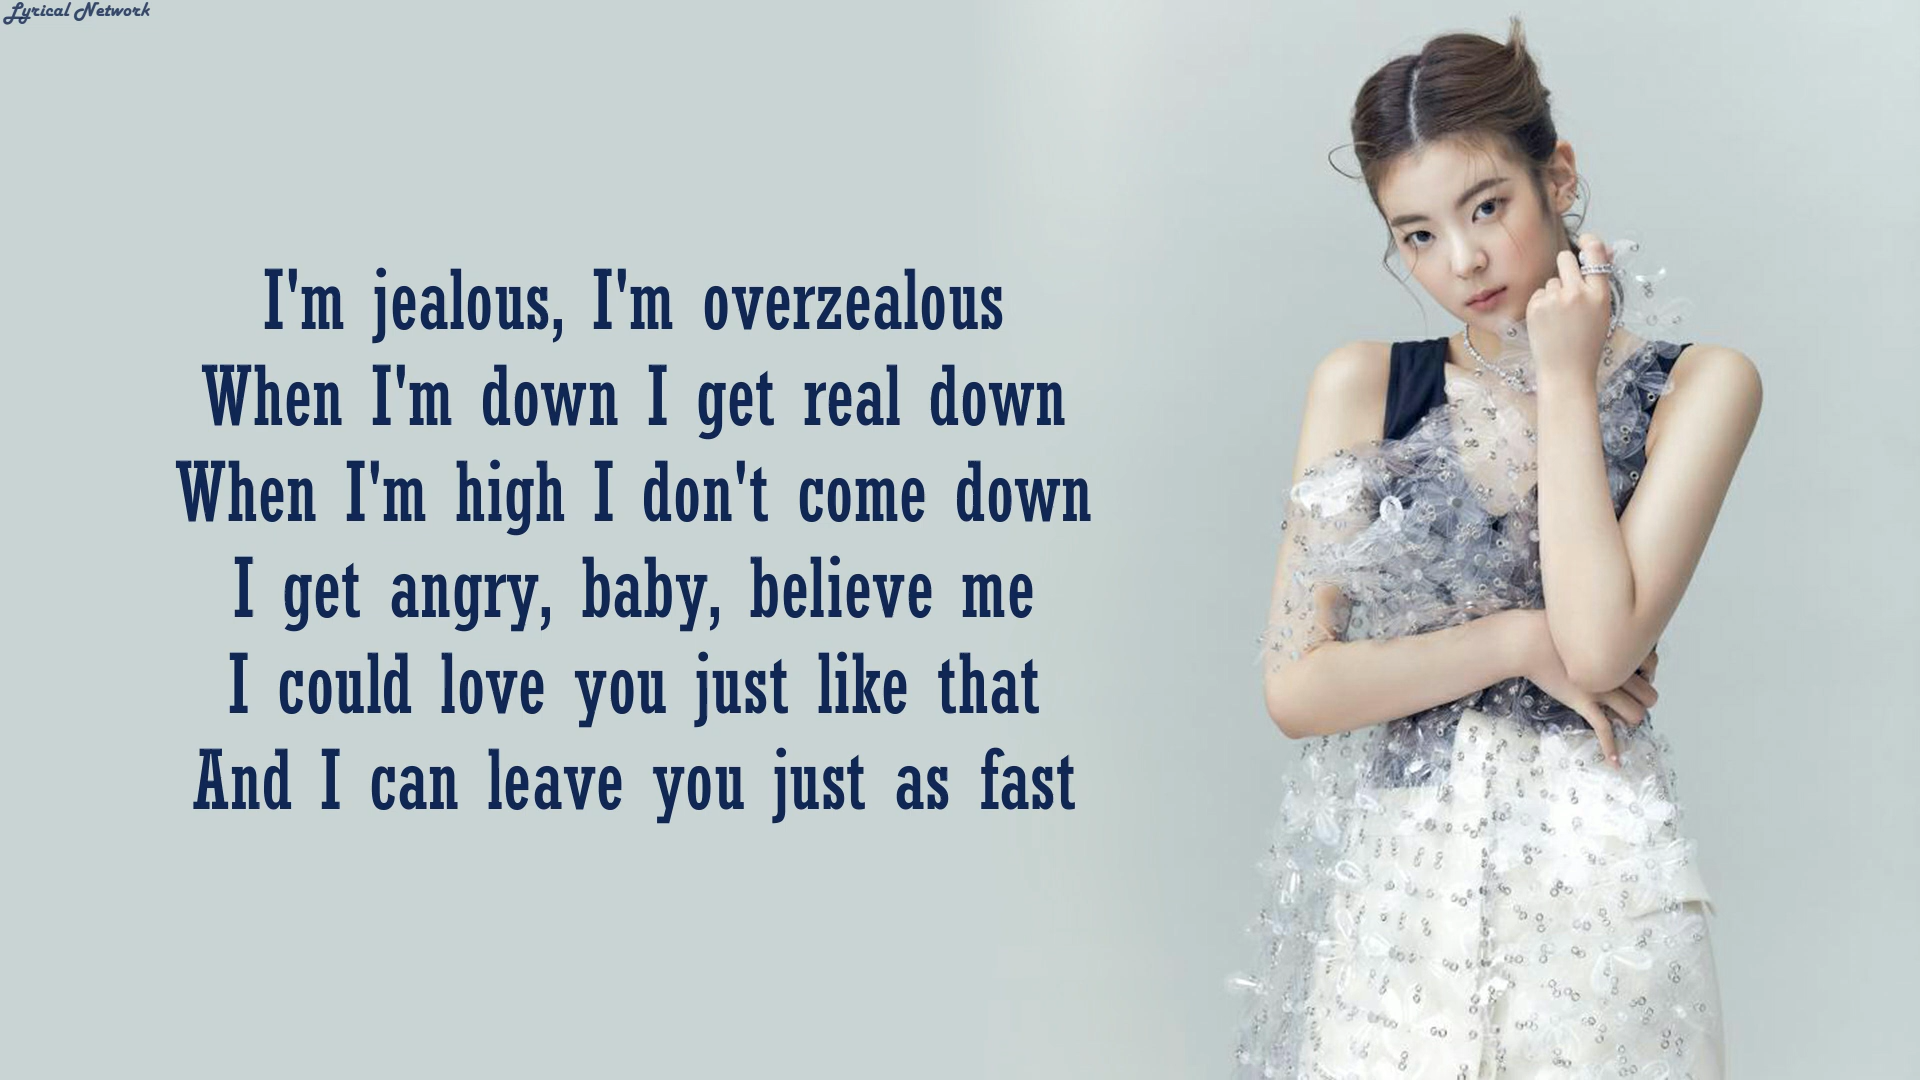 Lyrical Network
I'm jealous, I'm overzealous
When I'm down I get real down
When I'm high I don't come down
I get angry, baby, believe me
I could love you just like that
And I can leave you just as fast